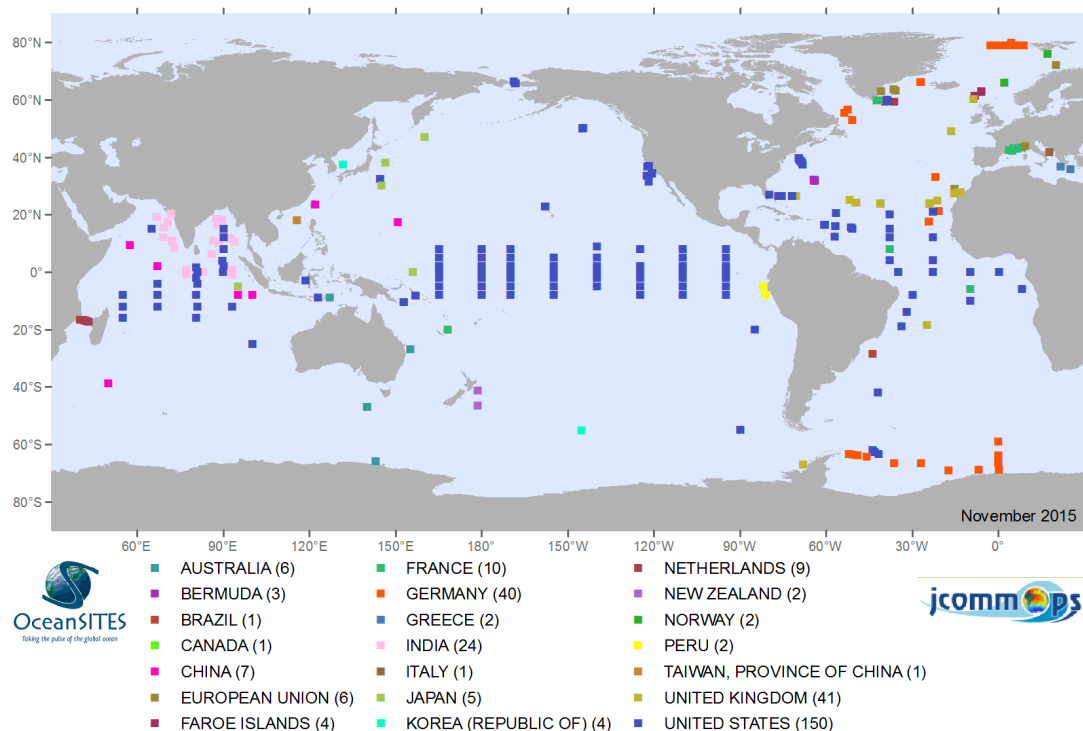 80°N
60°N
40°N
20°N
0°
20°S
40°S
60°S
80°S
November 2015
60°E 90°E 120°E 150°E 180° 150°W 120°W 90°W 60°W 30°W 0°
OceanSITES
Taking the pulse of the global ocean
AUSTRALIA (6)
BERMUDA (3)
BRAZIL (1)
CANADA (1)
CHINA (7)
EUROPEAN UNION (6)
FAROE ISLANDS (4)
FRANCE (10)
GERMANY (40)
GREECE (2)
INDIA (24)
ITALY (1)
JAPAN (5)
KOREA (REPUBLIC OF) (4)
NETHERLANDS (9)
NEW ZEALAND (2)
NORWAY (2)
PERU (2)
TAIWAN, PROVINCE OF CHINA (1)
UNITED KINGDOM (41)
UNITED STATES (150)
jcommops